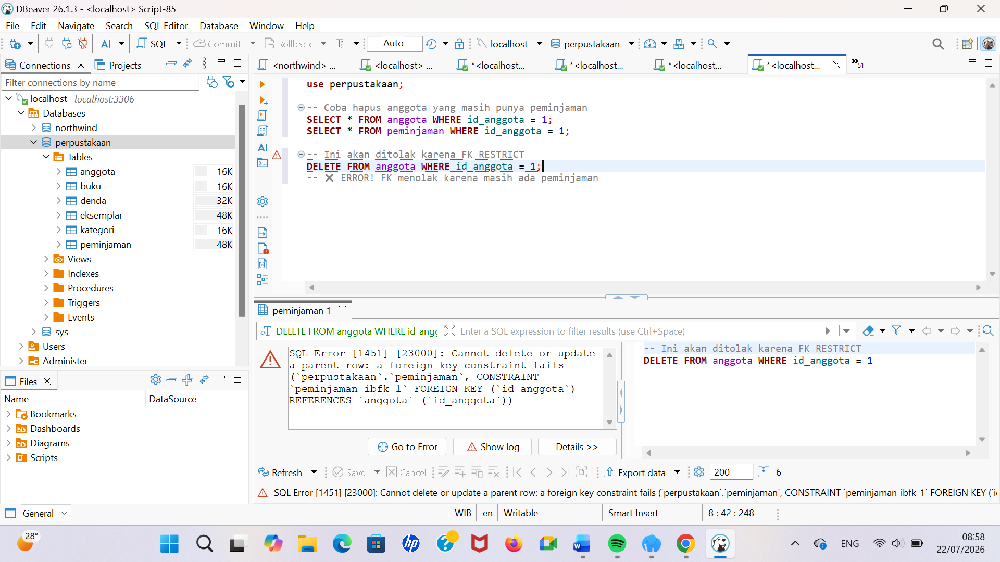 DBeaver 26.1.3 - <localhost> Script-85
File Edit Navigate Search SQL Editor Database Window Help
AI SQL Commit Rollback T Auto localhost perpustakaan
Connections Projects
Filter connections by name
localhost localhost:3306
Databases
northwind
perpustakaan
Tables
anggota 16K
buku 16K
denda 32K
eksemplar 48K
kategori 16K
peminjaman 48K
Views
Indexes
Procedures
Triggers
Events
sys
Users
Administer
Files
Name DataSource
Bookmarks
Dashboards
Diagrams
Scripts
General
<northwind> ... <localhost> ... *<localhost... *<localhost... *<localhost... *<localhost... »51
use perpustakaan;
-- Coba hapus anggota yang masih punya peminjaman
SELECT * FROM anggota WHERE id_anggota = 1;
SELECT * FROM peminjaman WHERE id_anggota = 1;
AI
-- Ini akan ditolak karena FK RESTRICT
DELETE FROM anggota WHERE id_anggota = 1;
-- ❌ ERROR! FK menolak karena masih ada peminjaman
peminjaman 1
DELETE FROM anggota WHERE id_angg Enter a SQL expression to filter results (use Ctrl+Space)
SQL Error [1451] [23000]: Cannot delete or update
a parent row: a foreign key constraint fails
(`perpustakaan`.`peminjaman`, CONSTRAINT
`peminjaman_ibfk_1` FOREIGN KEY (`id_anggota`)
REFERENCES `anggota` (`id_anggota`))
Go to Error Show log Details >>
-- Ini akan ditolak karena FK RESTRICT
DELETE FROM anggota WHERE id_anggota = 1
Refresh Save Cancel Export data 200 6
SQL Error [1451] [23000]: Cannot delete or update a parent row: a foreign key constraint fails (`perpustakaan`.`peminjaman`, CONSTRAINT `peminjaman_ibfk_1` FOREIGN KEY (`i
WIB en Writable Smart Insert 8 : 42 : 248
28°
hp
W
ENG
08:58
22/07/2026